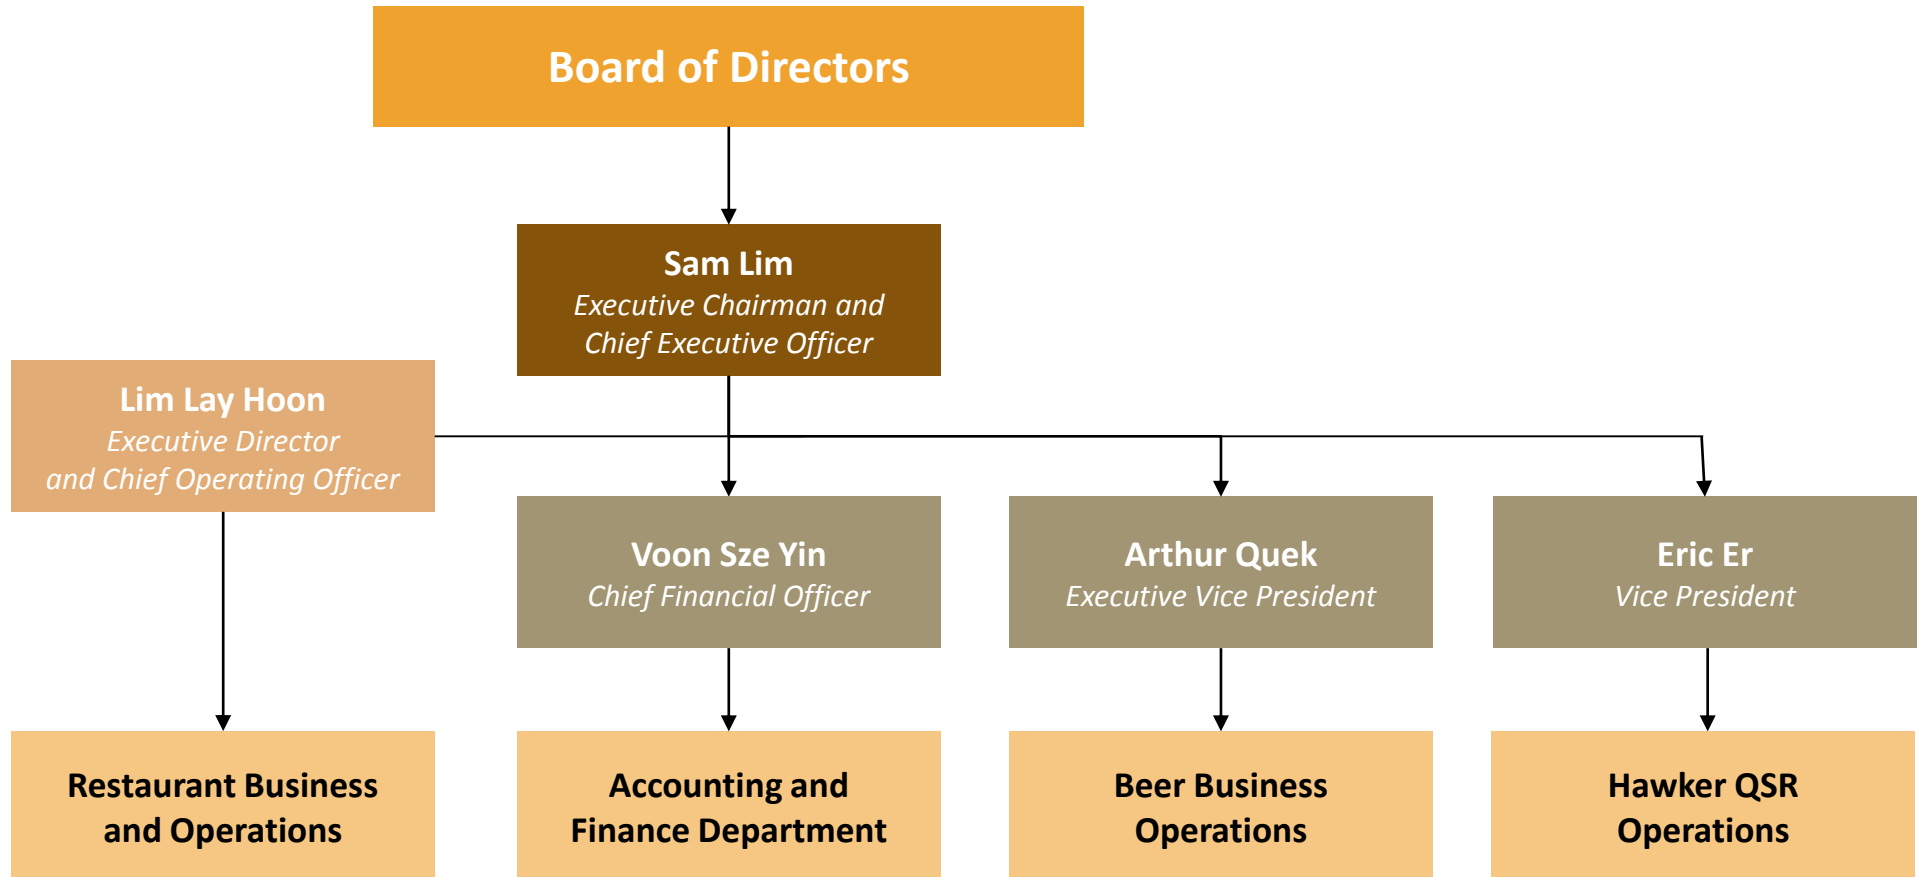 Board of Directors
Sam Lim
Executive Chairman and
Chief Executive Officer
Lim Lay Hoon
Executive Director
and Chief Operating Officer
Voon Sze Yin
Chief Financial Officer
Arthur Quek
Executive Vice President
Eric Er
Vice President
Restaurant Business
and Operations
Accounting and
Finance Department
Beer Business
Operations
Hawker QSR
Operations